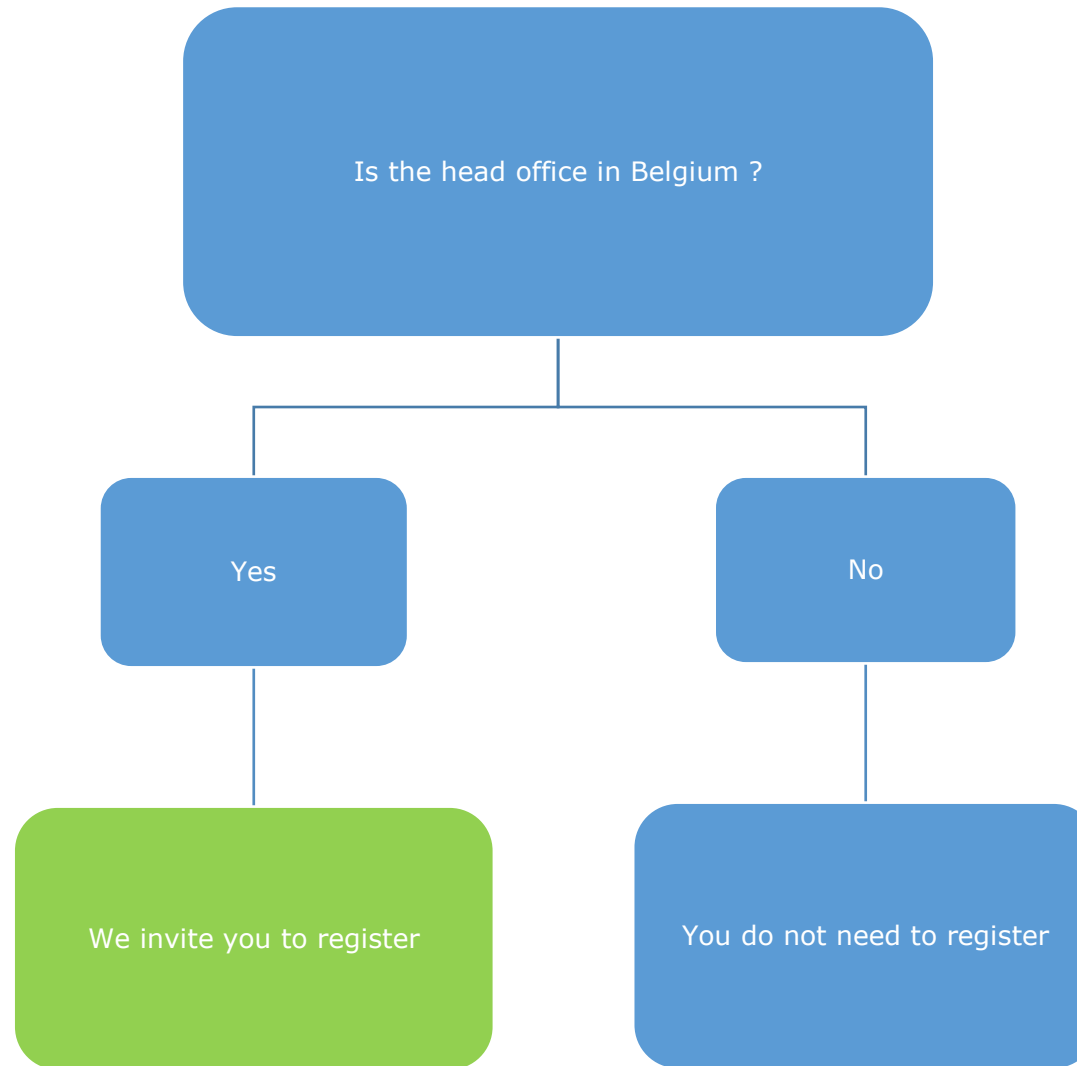 Is the head office in Belgium ?
Yes
No
We invite you to register
You do not need to register